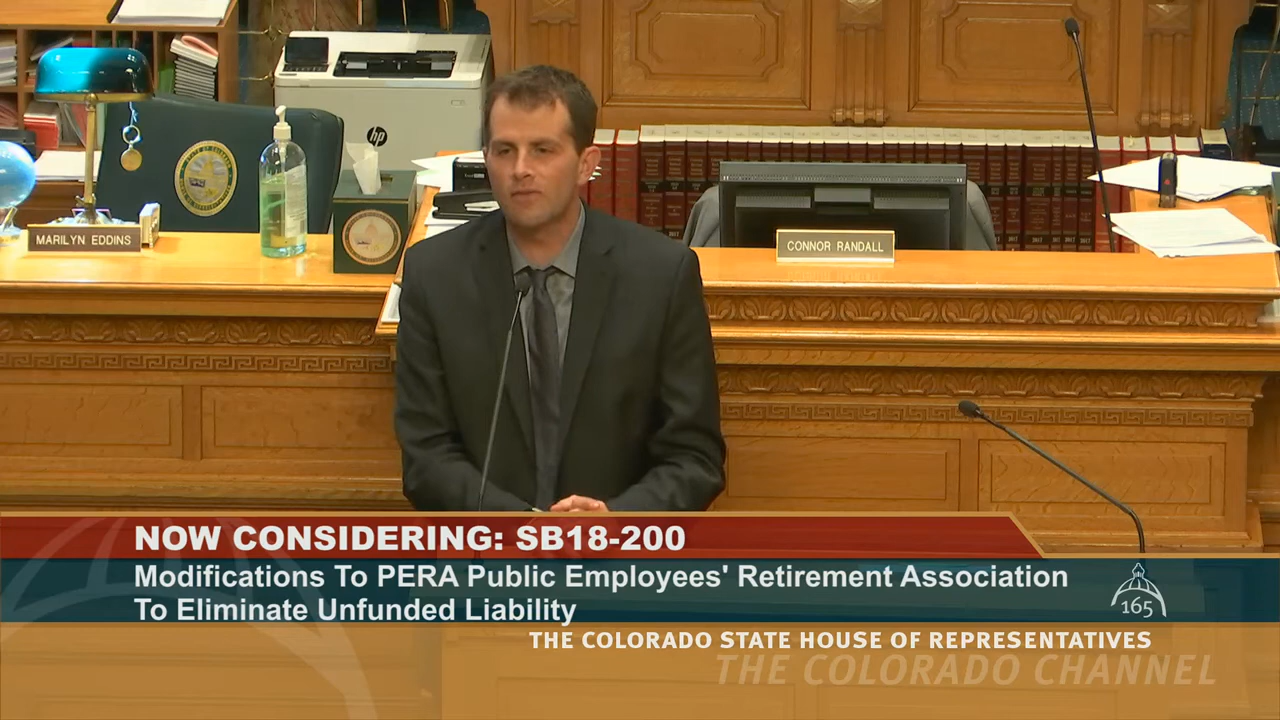 hp
MARILYN EDDINS
CONNOR RANDALL
NOW CONSIDERING: SB18-200
Modifications To PERA Public Employees' Retirement Association
To Eliminate Unfunded Liability
165
THE COLORADO STATE HOUSE OF REPRESENTATIVES
THE COLORADO CHANNEL